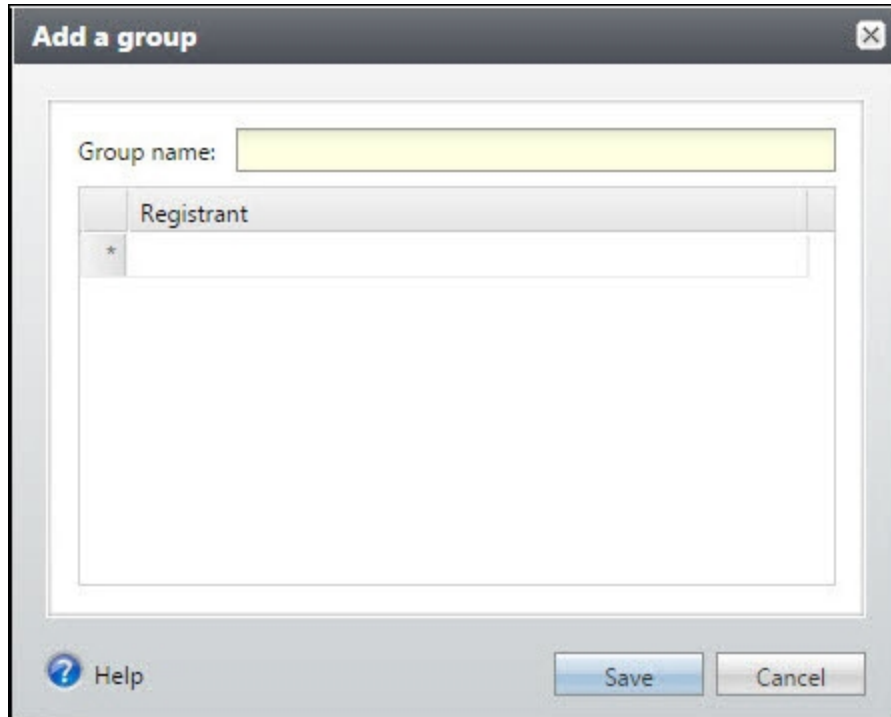 Add a group
Group name:
Registrant
*
Help
Save
Cancel